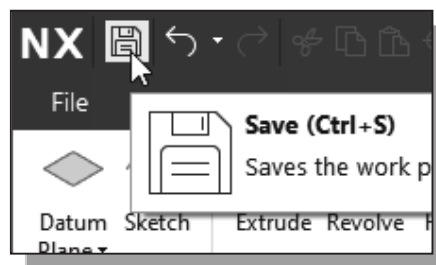 NX
File
Save (Ctrl+S)
Saves the work p
Datum Sketch Extrude Revolve
Plane